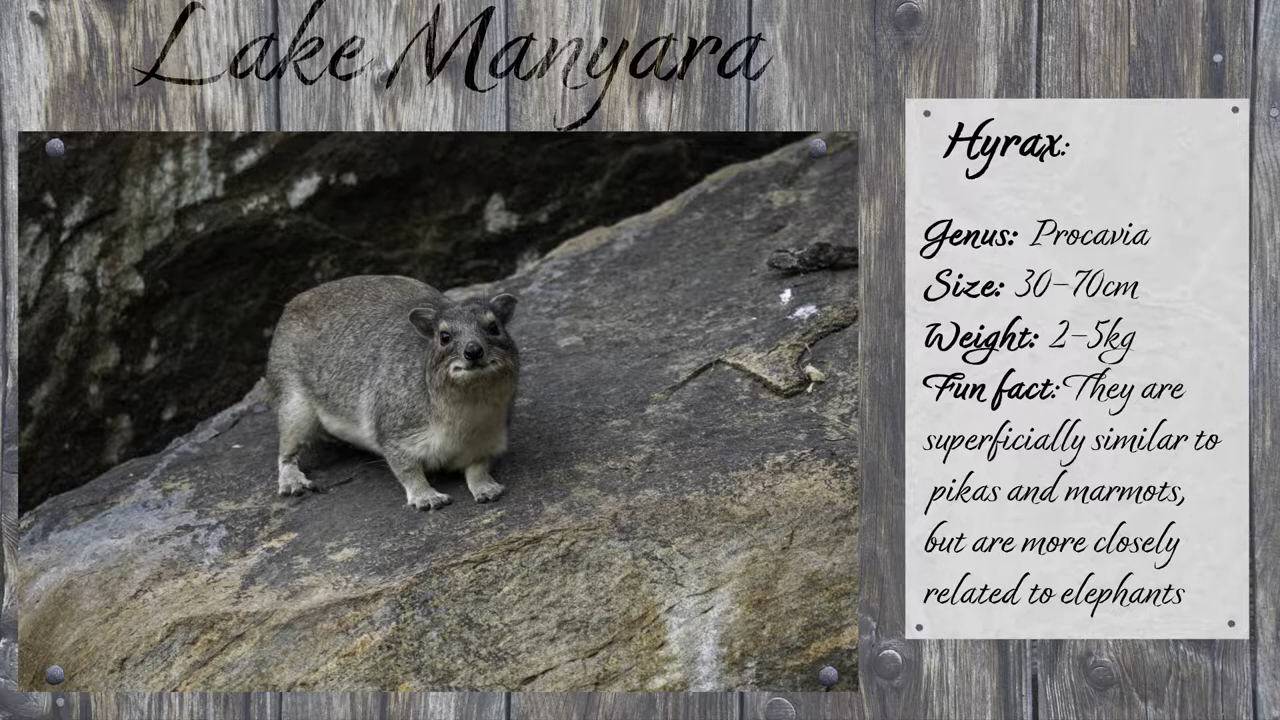 Lake Manyara
Hyrax:
Genus: Procavia
Size: 30-70cm
Weight: 2-5kg
Fun fact: They are
superficially similar to
pikas and marmots,
but are more closely
related to elephants